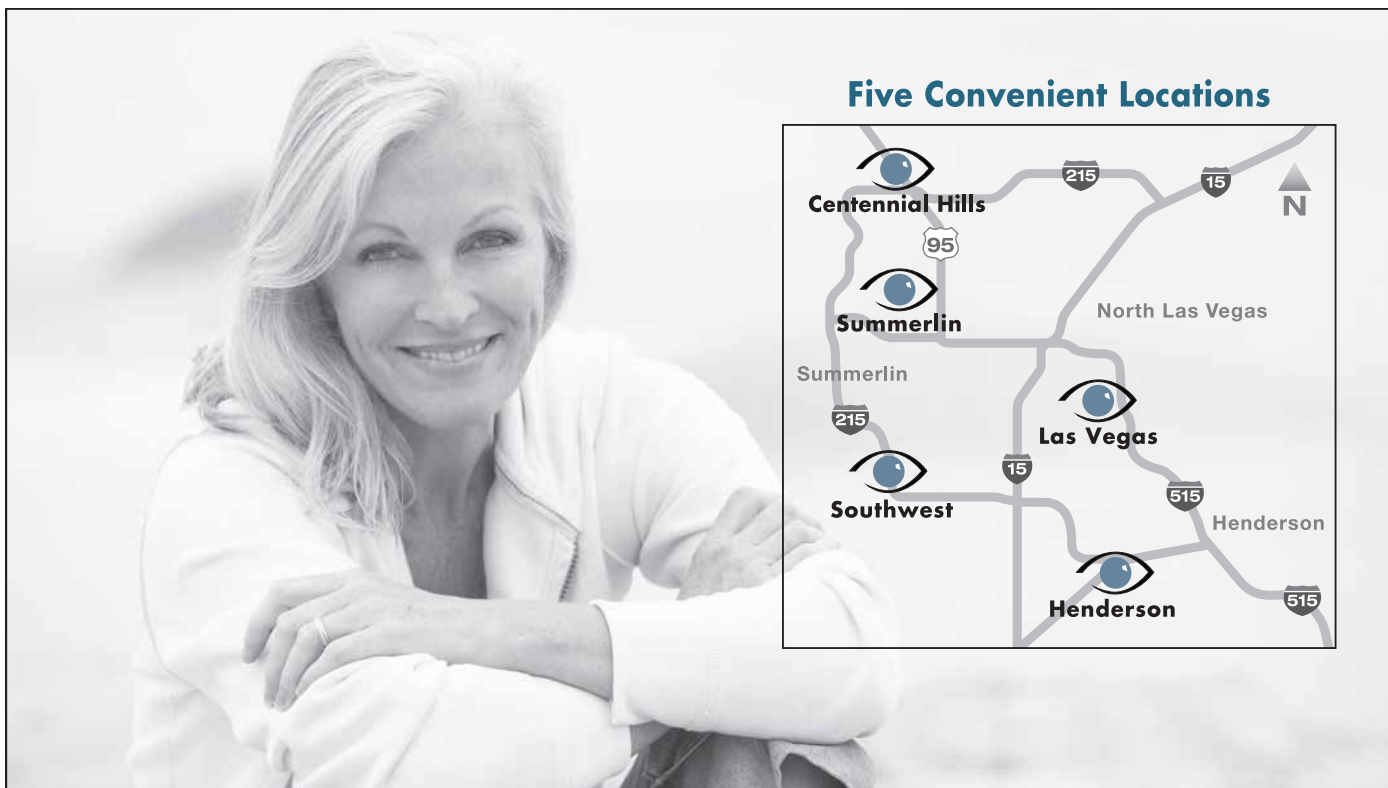 Five Convenient Locations
215
15
N
Centennial Hills
95
North Las Vegas
Summerlin
Summerlin
215
Las Vegas
15
515
Southwest
Henderson
515
Henderson